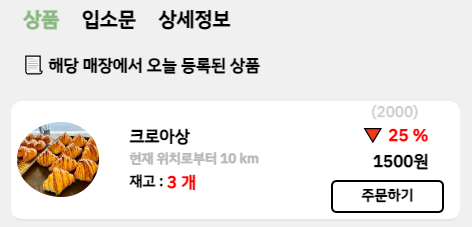 상품 입소문 상세정보
해당 매장에서 오늘 등록된 상품
(2000)
크로아상
25 %
현재 위치로부터 10 km
1500원
재고 : 3 개
주문하기